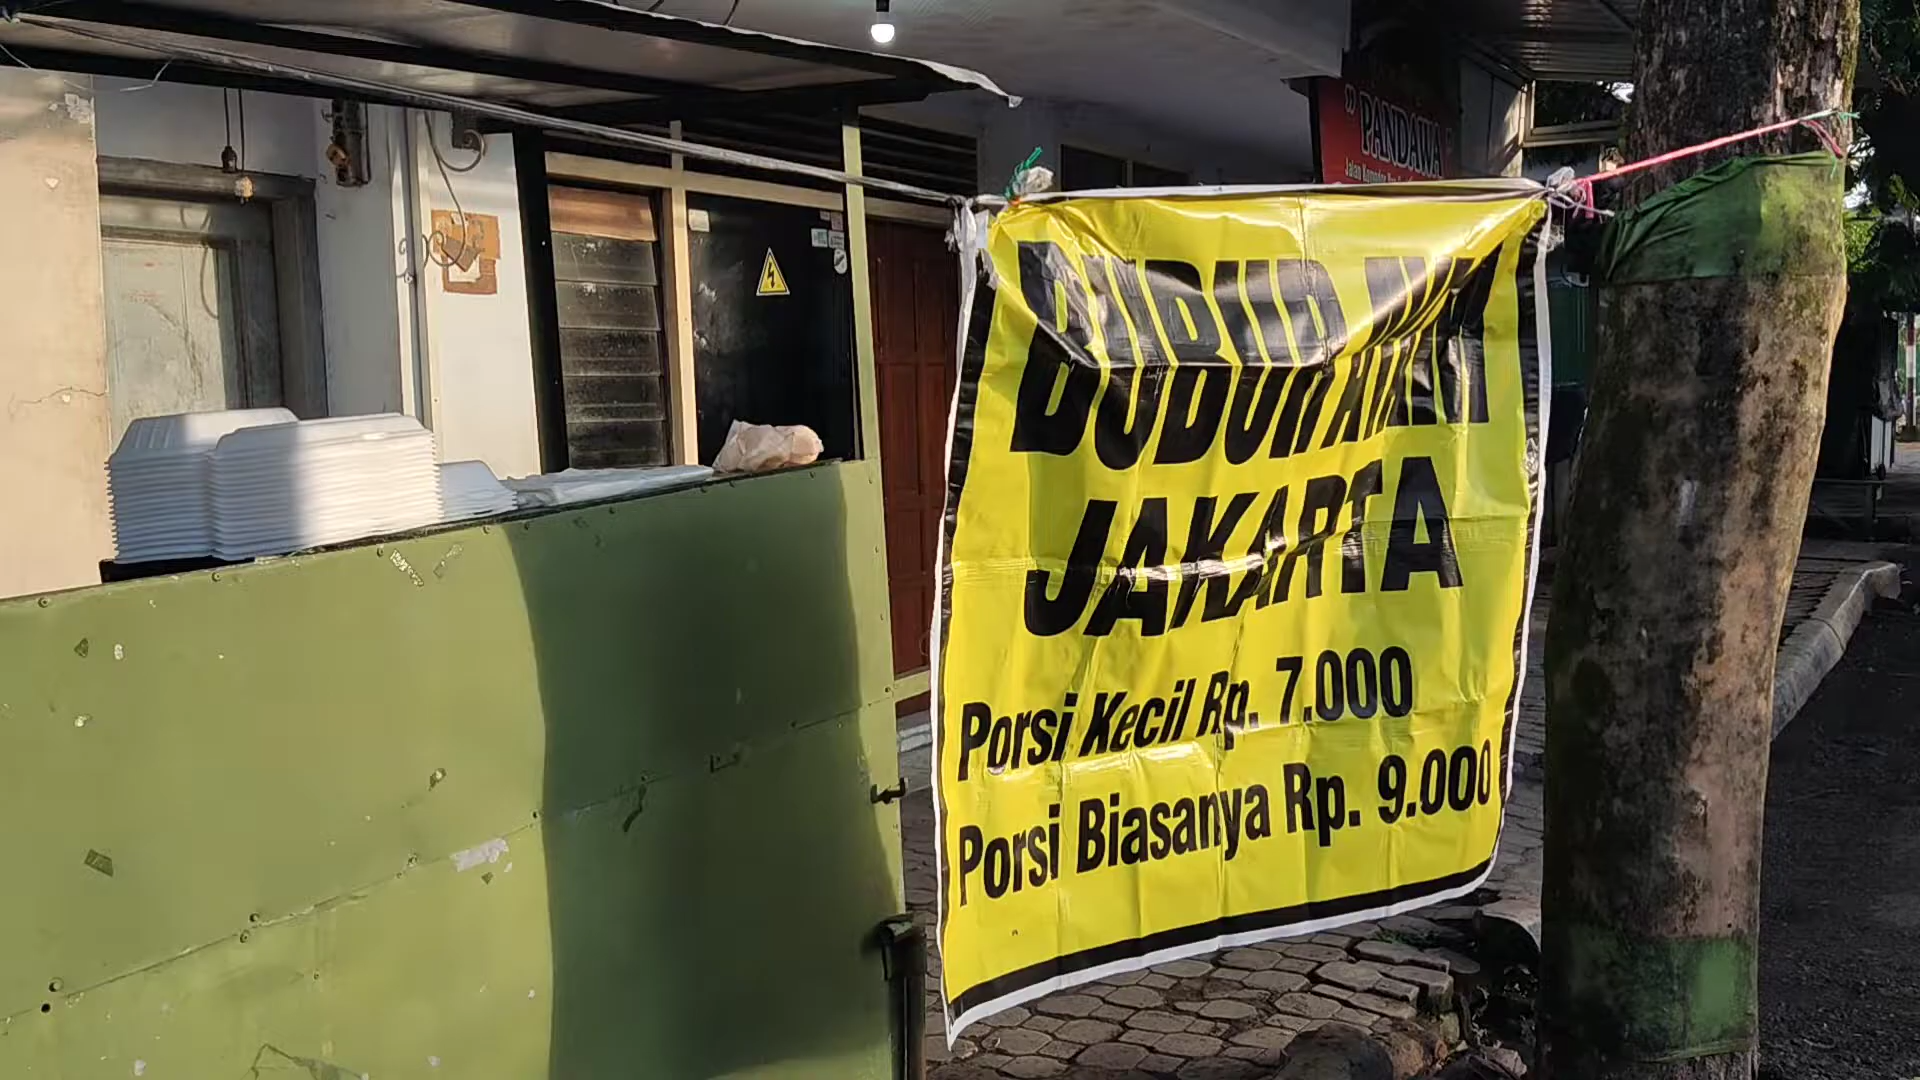 " PANDAWA "
BUBUR AYAM
JAKARTA
Porsi Kecil Rp. 7.000
Porsi Biasanya Rp. 9.000